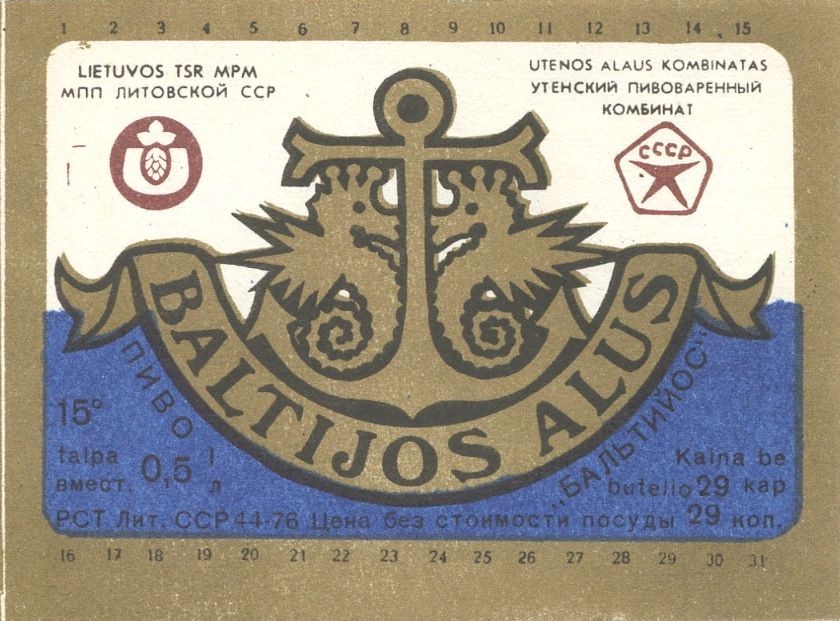 1 2 3 4 5 6 7 8 9 10 11 12 13 14 15
LIETUVOS TSR MPM
МПП ЛИТОВСКОЙ ССР
UTENOS ALAUS KOMBINATAS
УТЕНСКИЙ ПИВОВАРЕННЫЙ
КОМБИНАТ
СССР
BALTIJOS ALUS
ПИВО „БАЛЬТИЙОС“
15°
talpa 0,5 l
вмест. л
Kaina be
butelio 29 kap
РСТ Лит. ССР 44-76 Цена без стоимости посуды 29 коп.
16 17 18 19 20 21 22 23 24 25 26 27 28 29 30 31